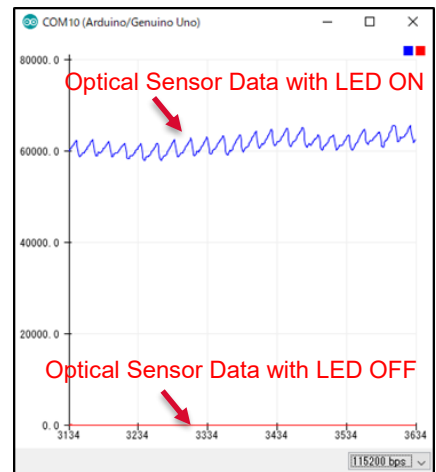 COM10 (Arduino/Genuino Uno)
80000.0
Optical Sensor Data with LED ON
60000.0
40000.0
20000.0
Optical Sensor Data with LED OFF
0.0
3134 3234 3334 3434 3534 3634
115200 bps